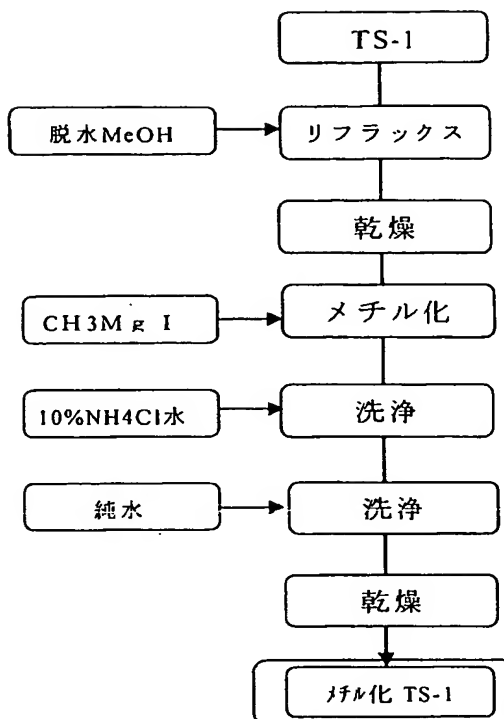 TS-1
脱水MeOH
リフラックス
乾燥
CH3Mg I
メチル化
10%NH4Cl水
洗浄
純水
洗浄
乾燥
メチル化 TS-1